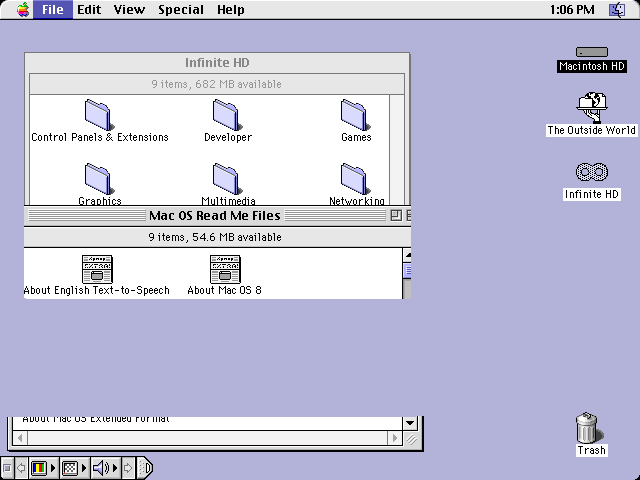 File Edit View Special Help 1:06 PM
Infinite HD
9 items, 682 MB available
Control Panels & Extensions Developer Games
Graphics Multimedia Networking
Mac OS Read Me Files
9 items, 54.6 MB available
About English Text-to-Speech About Mac OS 8
About Mac OS Extended Format
Macintosh HD
The Outside World
Infinite HD
Trash